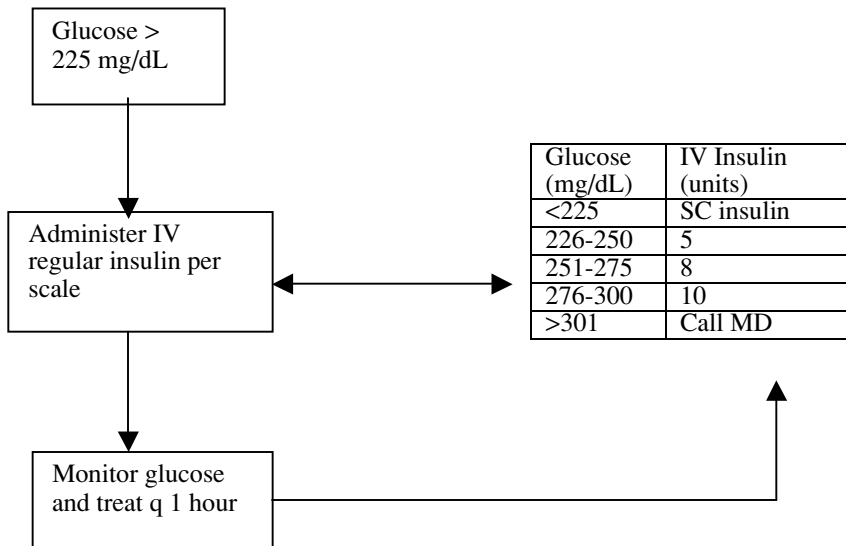 Glucose >
225 mg/dL
Administer IV
regular insulin per
scale
Glucose (mg/dL) IV Insulin (units)
<225 SC insulin
226-250 5
251-275 8
276-300 10
>301 Call MD
Monitor glucose
and treat q 1 hour